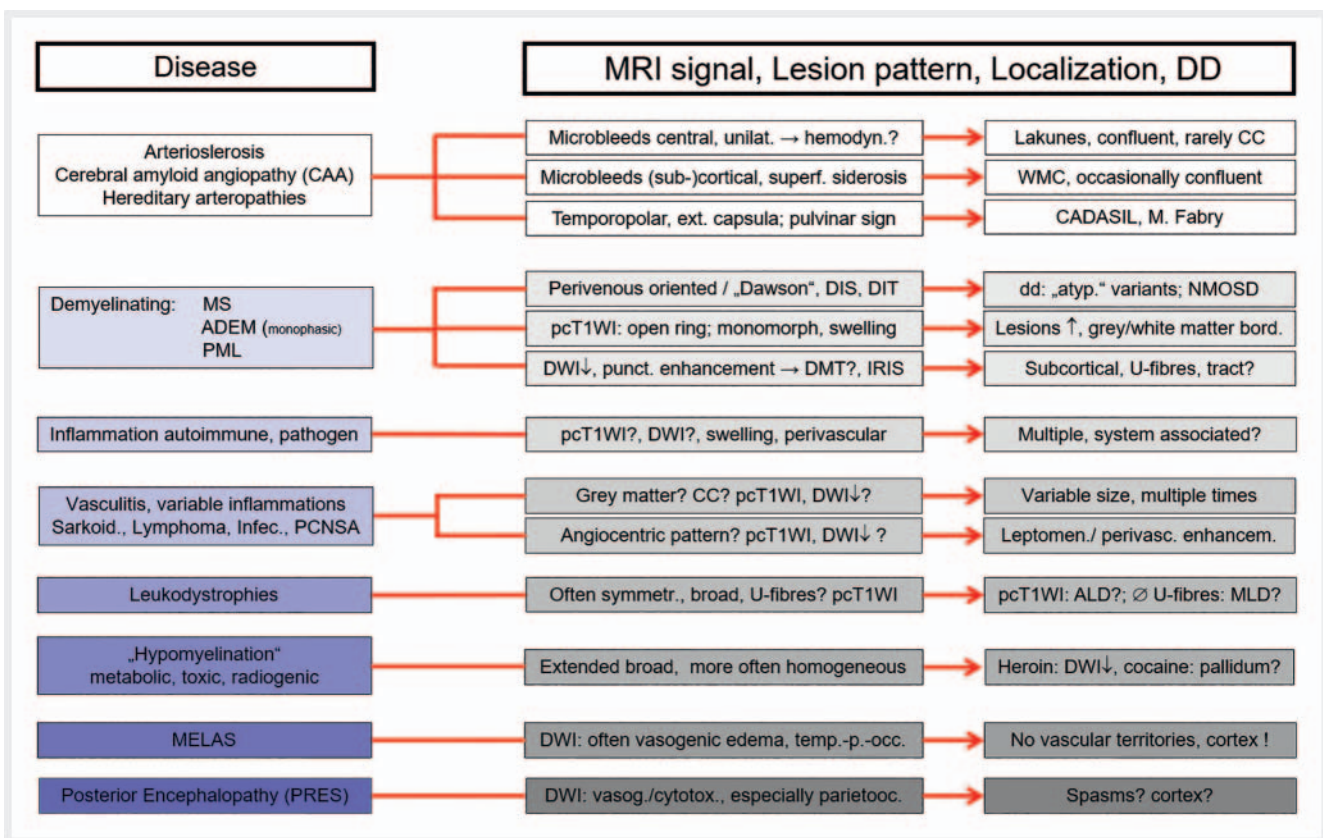 Disease
MRI signal, Lesion pattern, Localization, DD
Arterioslerosis
Cerebral amyloid angiopathy (CAA)
Hereditary arteropathies
Microbleeds central, unilat. → hemodyn.?
Lakunes, confluent, rarely CC
Microbleeds (sub-)cortical, superf. siderosis
WMC, occasionally confluent
Temporopolar, ext. capsula; pulvinar sign
CADASIL, M. Fabry
Demyelinating: MS
ADEM (monophasic)
PML
Perivenous oriented / „Dawson“, DIS, DIT
dd: „atyp.“ variants; NMOSD
pcT1WI: open ring; monomorph, swelling
Lesions ↑, grey/white matter bord.
DWI↓, punct. enhancement → DMT?, IRIS
Subcortical, U-fibres, tract?
Inflammation autoimmune, pathogen
pcT1WI?, DWI?, swelling, perivascular
Multiple, system associated?
Vasculitis, variable inflammations
Sarkoid., Lymphoma, Infec., PCNSA
Grey matter? CC? pcT1WI, DWI↓?
Variable size, multiple times
Angiocentric pattern? pcT1WI, DWI↓ ?
Leptomen./ perivasc. enhancem.
Leukodystrophies
Often symmetr., broad, U-fibres? pcT1WI
pcT1WI: ALD?; ∅ U-fibres: MLD?
„Hypomyelination“
metabolic, toxic, radiogenic
Extended broad, more often homogeneous
Heroin: DWI↓, cocaine: pallidum?
MELAS
DWI: often vasogenic edema, temp.-p.-occ.
No vascular territories, cortex !
Posterior Encephalopathy (PRES)
DWI: vasog./cytotox., especially parietooc.
Spasms? cortex?